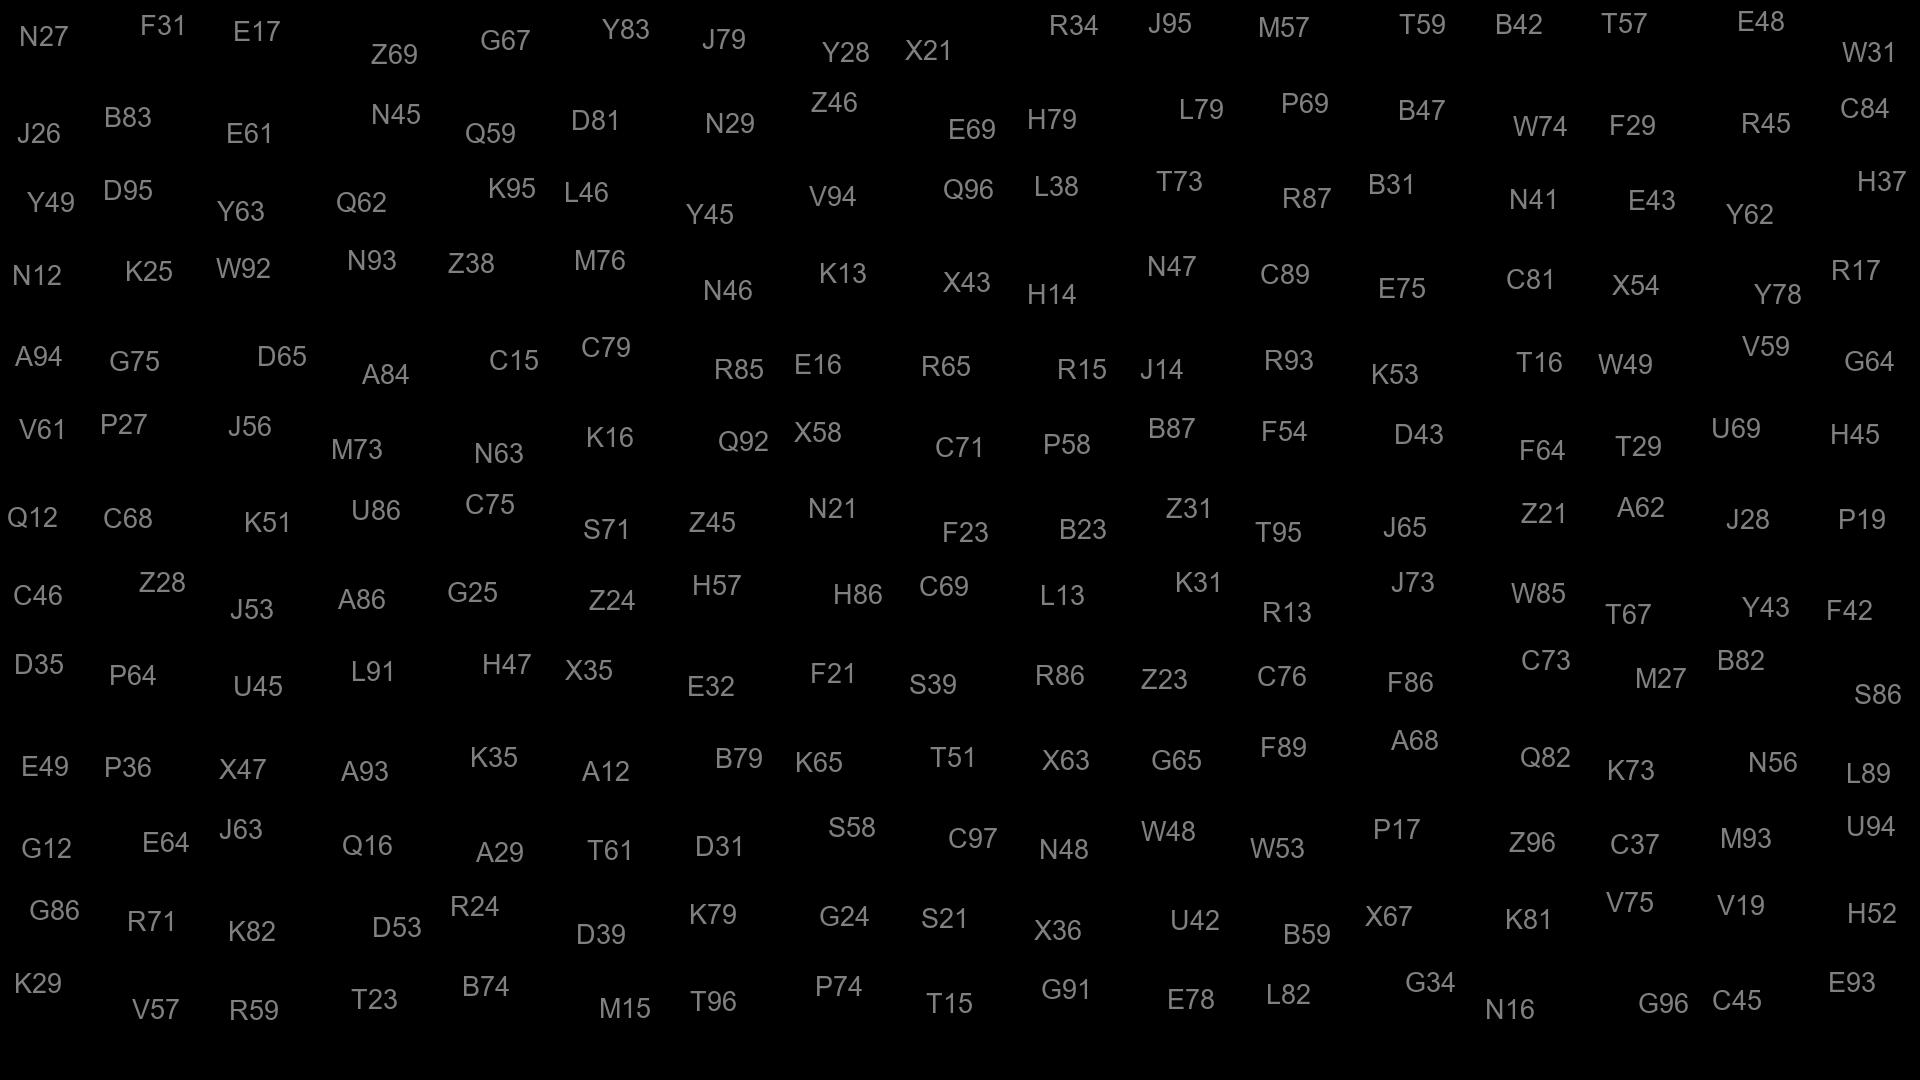 N27 F31 E17 Z69 G67 Y83 J79 Y28 X21 R34 J95 M57 T59 B42 T57 E48 W31
J26 B83 E61 N45 Q59 D81 N29 Z46 E69 H79 L79 P69 B47 W74 F29 R45 C84
Y49 D95 Y63 Q62 K95 L46 Y45 V94 Q96 L38 T73 R87 B31 N41 E43 Y62 H37
N12 K25 W92 N93 Z38 M76 N46 K13 X43 H14 N47 C89 E75 C81 X54 Y78 R17
A94 G75 D65 A84 C15 C79 R85 E16 R65 R15 J14 R93 K53 T16 W49 V59 G64
V61 P27 J56 M73 N63 K16 Q92 X58 C71 P58 B87 F54 D43 F64 T29 U69 H45
Q12 C68 K51 U86 C75 S71 Z45 N21 F23 B23 Z31 T95 J65 Z21 A62 J28 P19
C46 Z28 J53 A86 G25 Z24 H57 H86 C69 L13 K31 R13 J73 W85 T67 Y43 F42
D35 P64 U45 L91 H47 X35 E32 F21 S39 R86 Z23 C76 F86 C73 M27 B82 S86
E49 P36 X47 A93 K35 A12 B79 K65 T51 X63 G65 F89 A68 Q82 K73 N56 L89
G12 E64 J63 Q16 A29 T61 D31 S58 C97 N48 W48 W53 P17 Z96 C37 M93 U94
G86 R71 K82 D53 R24 D39 K79 G24 S21 X36 U42 B59 X67 K81 V75 V19 H52
K29 V57 R59 T23 B74 M15 T96 P74 T15 G91 E78 L82 G34 N16 G96 C45 E93